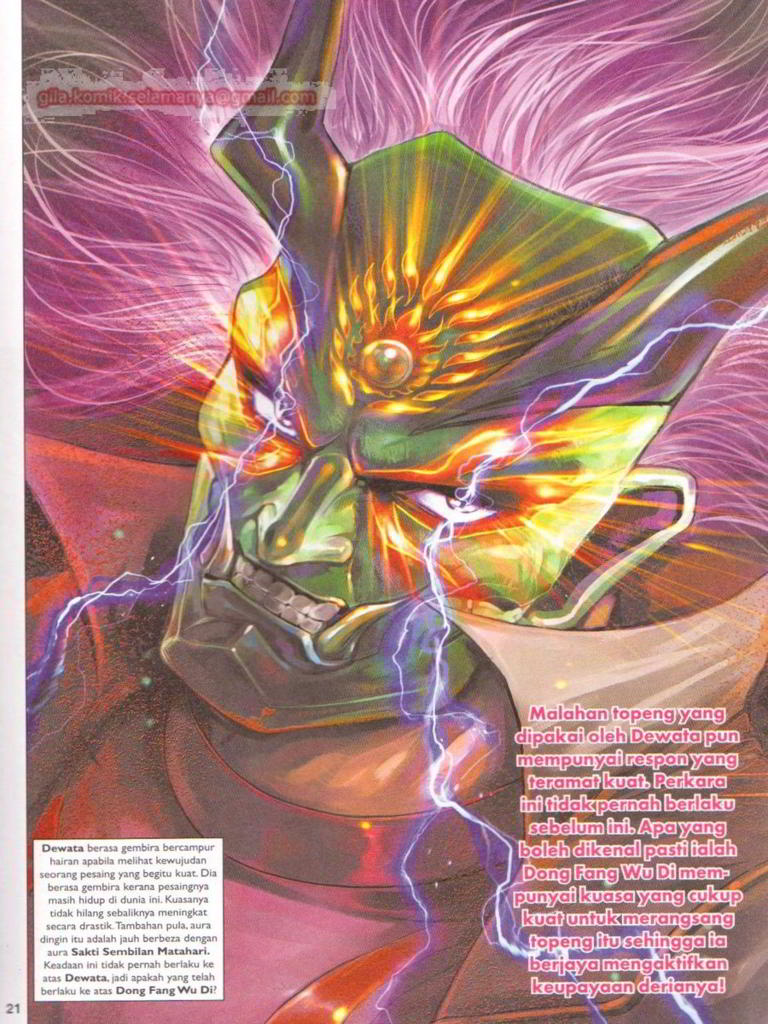 gila.komik.selamanya@gmail.com
Malahan topeng yang
dipakai oleh Dewata pun
mempunyai respon yang
teramat kuat. Perkara
ini tidak pernah berlaku
sebelum ini. Apa yang
boleh dikenal pasti ialah
Dong Fang Wu Di mem-
punyai kuasa yang cukup
kuat untuk merangsang
topeng itu sehingga ia
berjaya mengaktifkan
keupayaan derianya!
Dewata berasa gembira bercampur
hairan apabila melihat kewujudan
seorang pesaing yang begitu kuat. Dia
berasa gembira kerana pesaingnya
masih hidup di dunia ini. Kuasanya
tidak hilang sebaliknya meningkat
secara drastik. Tambahan pula, aura
dingin itu adalah jauh berbeza dengan
aura Sakti Sembilan Matahari.
Keadaan ini tidak pernah berlaku ke
atas Dewata, jadi apakah yang telah
berlaku ke atas Dong Fang Wu Di?
21